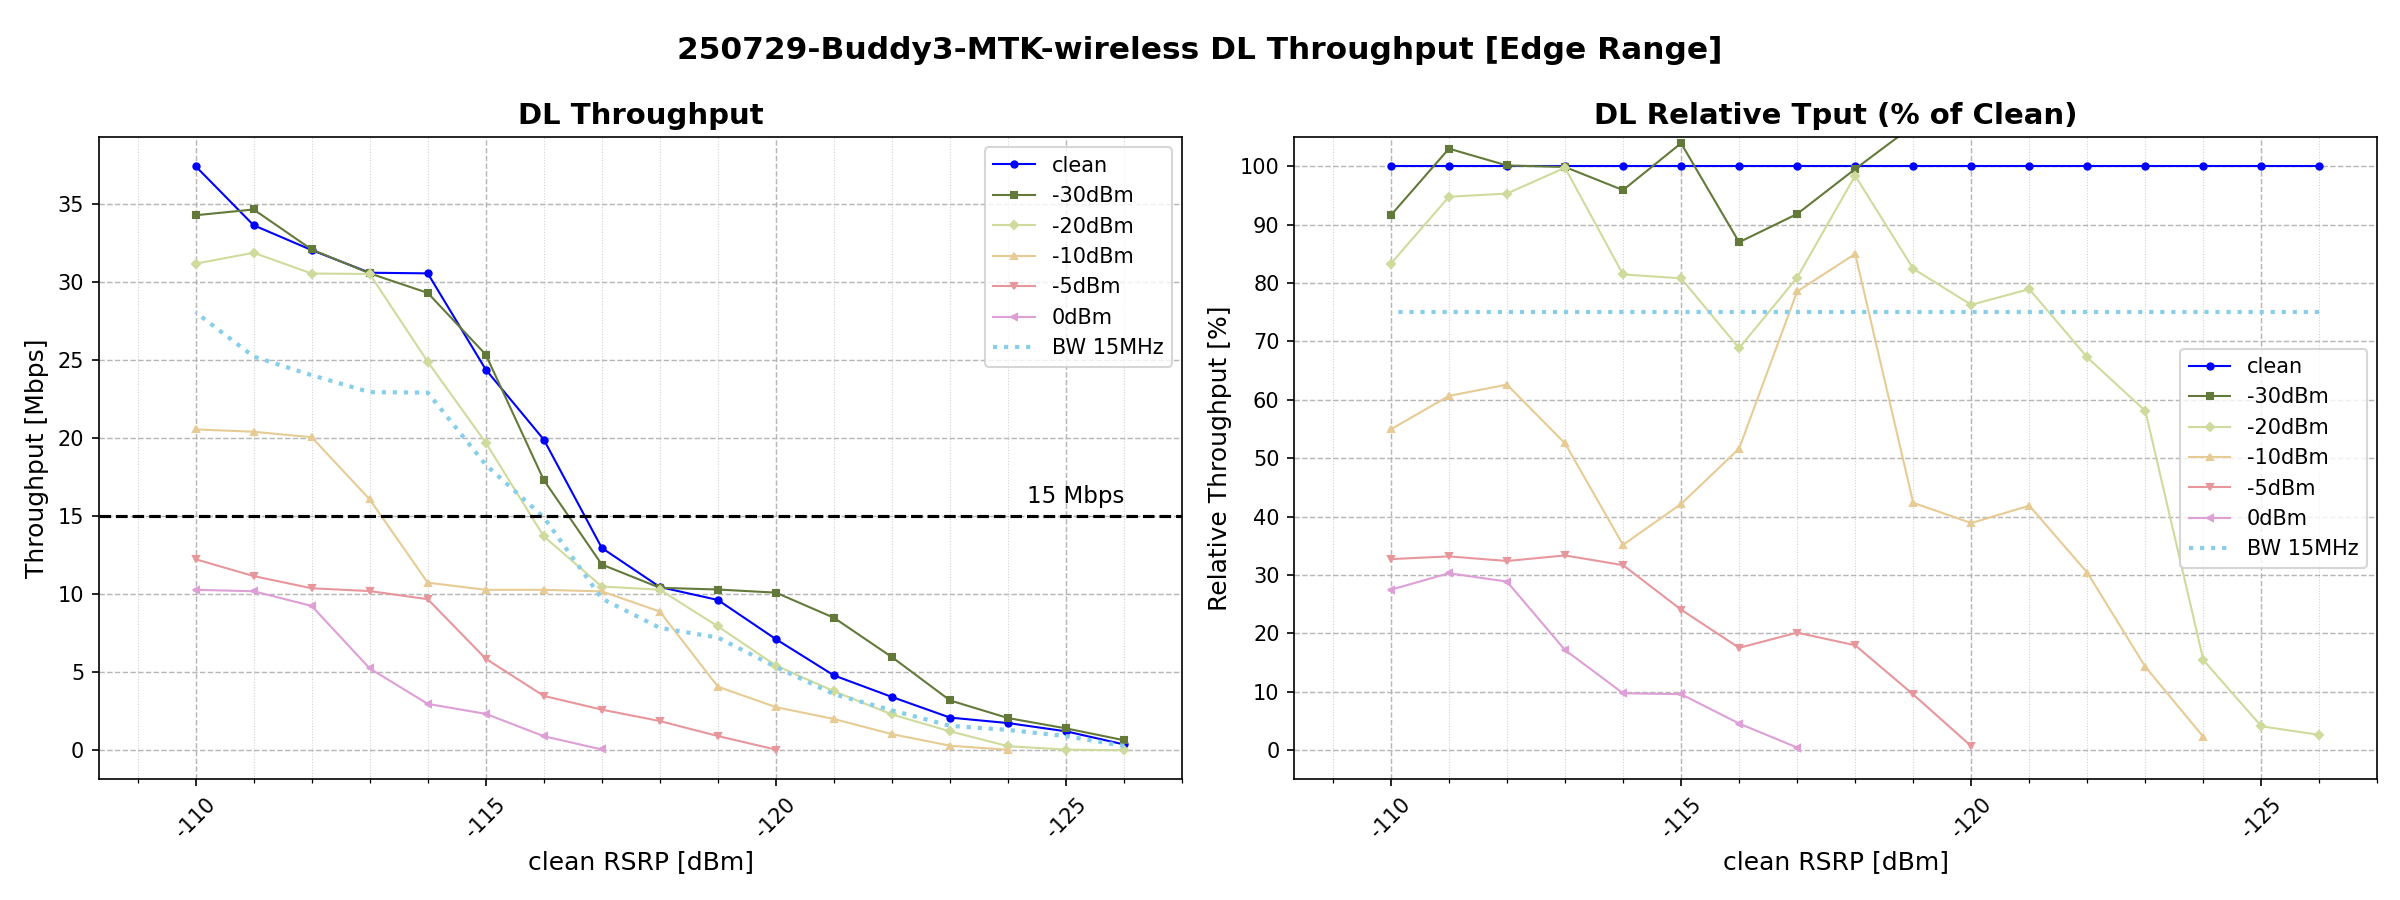 250729-Buddy3-MTK-wireless DL Throughput [Edge Range]
DL Throughput
Throughput [Mbps]
35
30
25
20
15
10
5
0
15 Mbps
clean
-30dBm
-20dBm
-10dBm
-5dBm
0dBm
BW 15MHz
-110
-115
-120
-125
clean RSRP [dBm]
DL Relative Tput (% of Clean)
Relative Throughput [%]
100
90
80
70
60
50
40
30
20
10
0
clean
-30dBm
-20dBm
-10dBm
-5dBm
0dBm
BW 15MHz
-110
-115
-120
-125
clean RSRP [dBm]